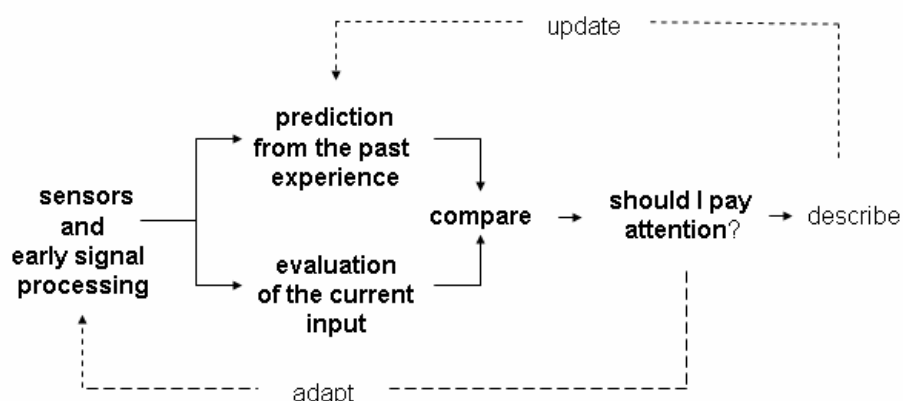 update
prediction
from the past
experience
sensors
and
early signal
processing
compare
should I pay
attention?
describe
evaluation
of the current
input
adapt